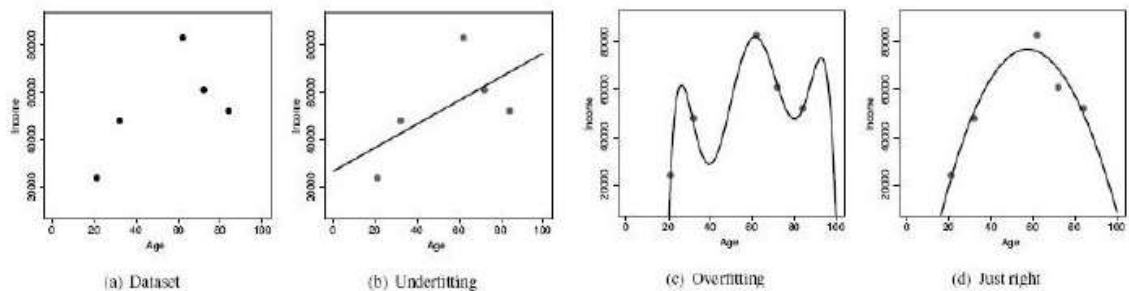 Income
20000 40000 60000 80000
0 20 40 60 80 100
Age
(a) Dataset
Income
20000 40000 60000 80000
0 20 40 60 80 100
Age
(b) Underfitting
Income
20000 40000 60000 80000
0 20 40 60 80 100
Age
(c) Overfitting
Income
20000 40000 60000 80000
0 20 40 60 80 100
Age
(d) Just right